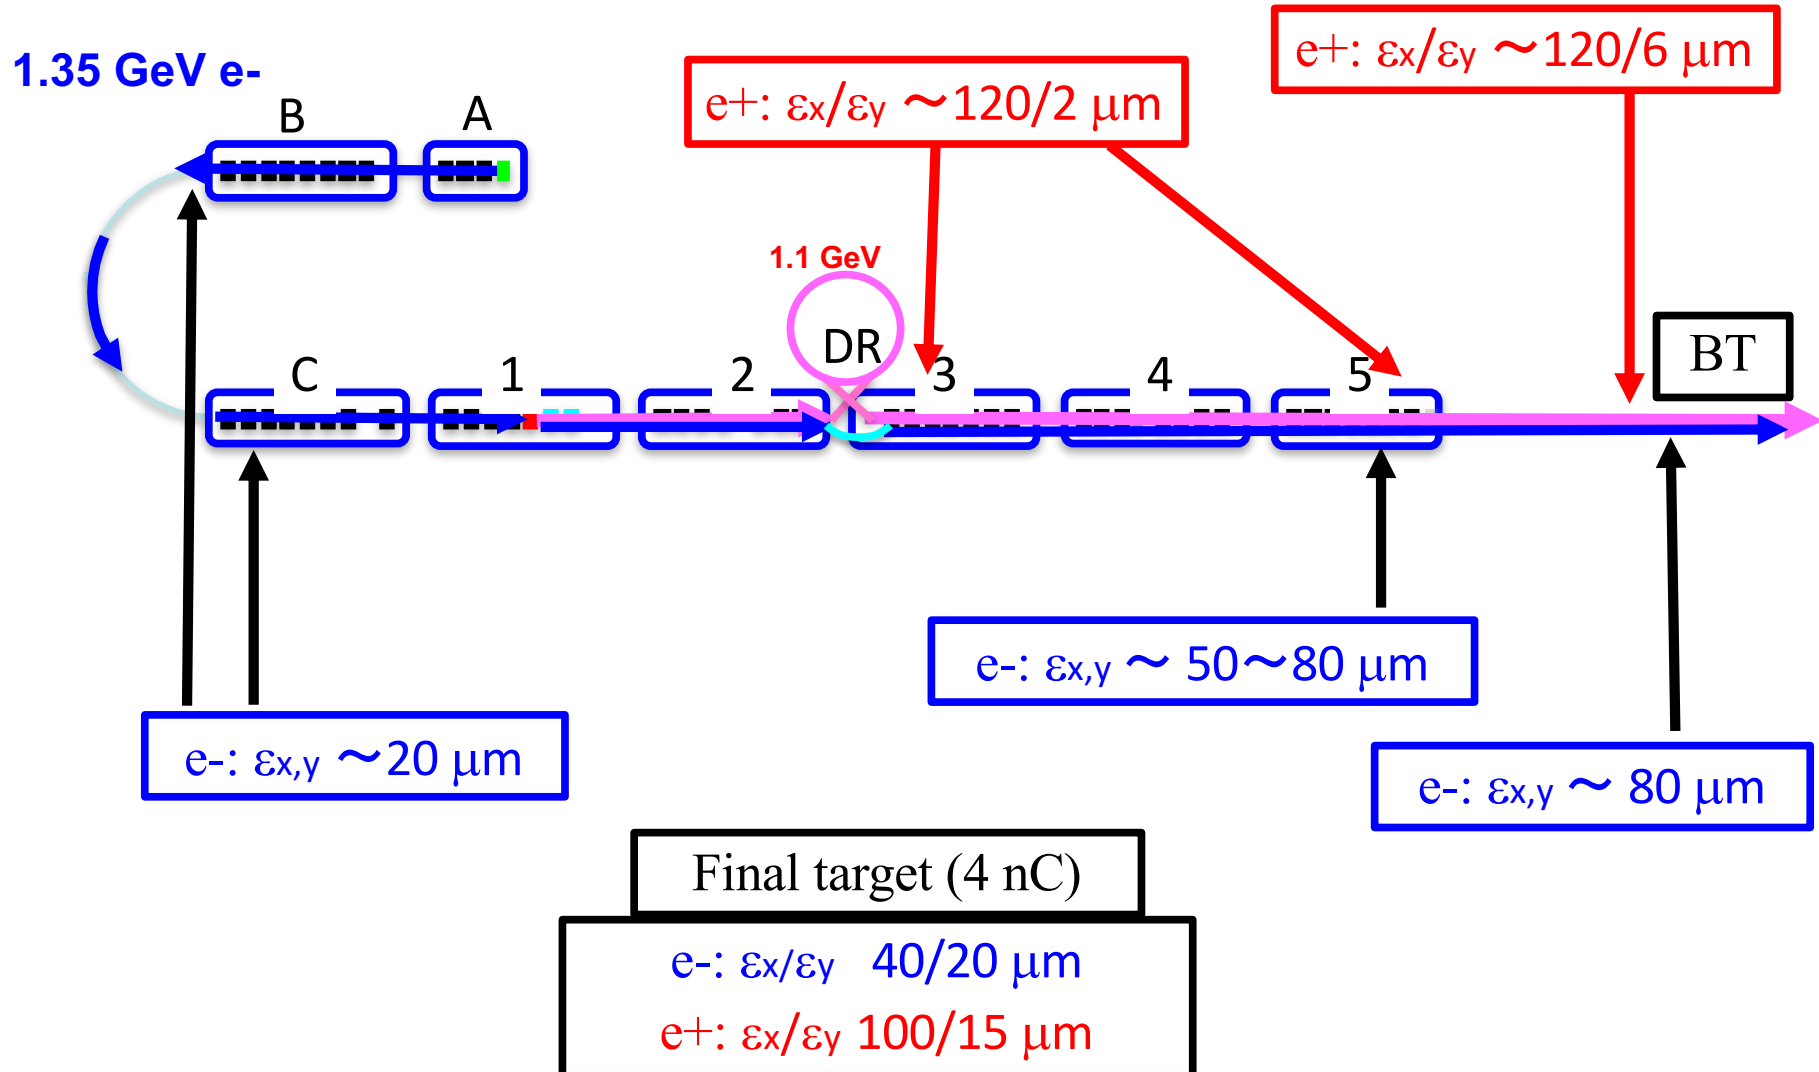 1.35 GeV e-
e+: εx/εy ～120/2 μm
e+: εx/εy ～120/6 μm
B
A
1.1 GeV
DR
BT
C
1
2
3
4
5
e-: εx,y ～ 50～80 μm
e-: εx,y ～20 μm
e-: εx,y ～ 80 μm
Final target (4 nC)
e-: εx/εy 40/20 μm
e+: εx/εy 100/15 μm